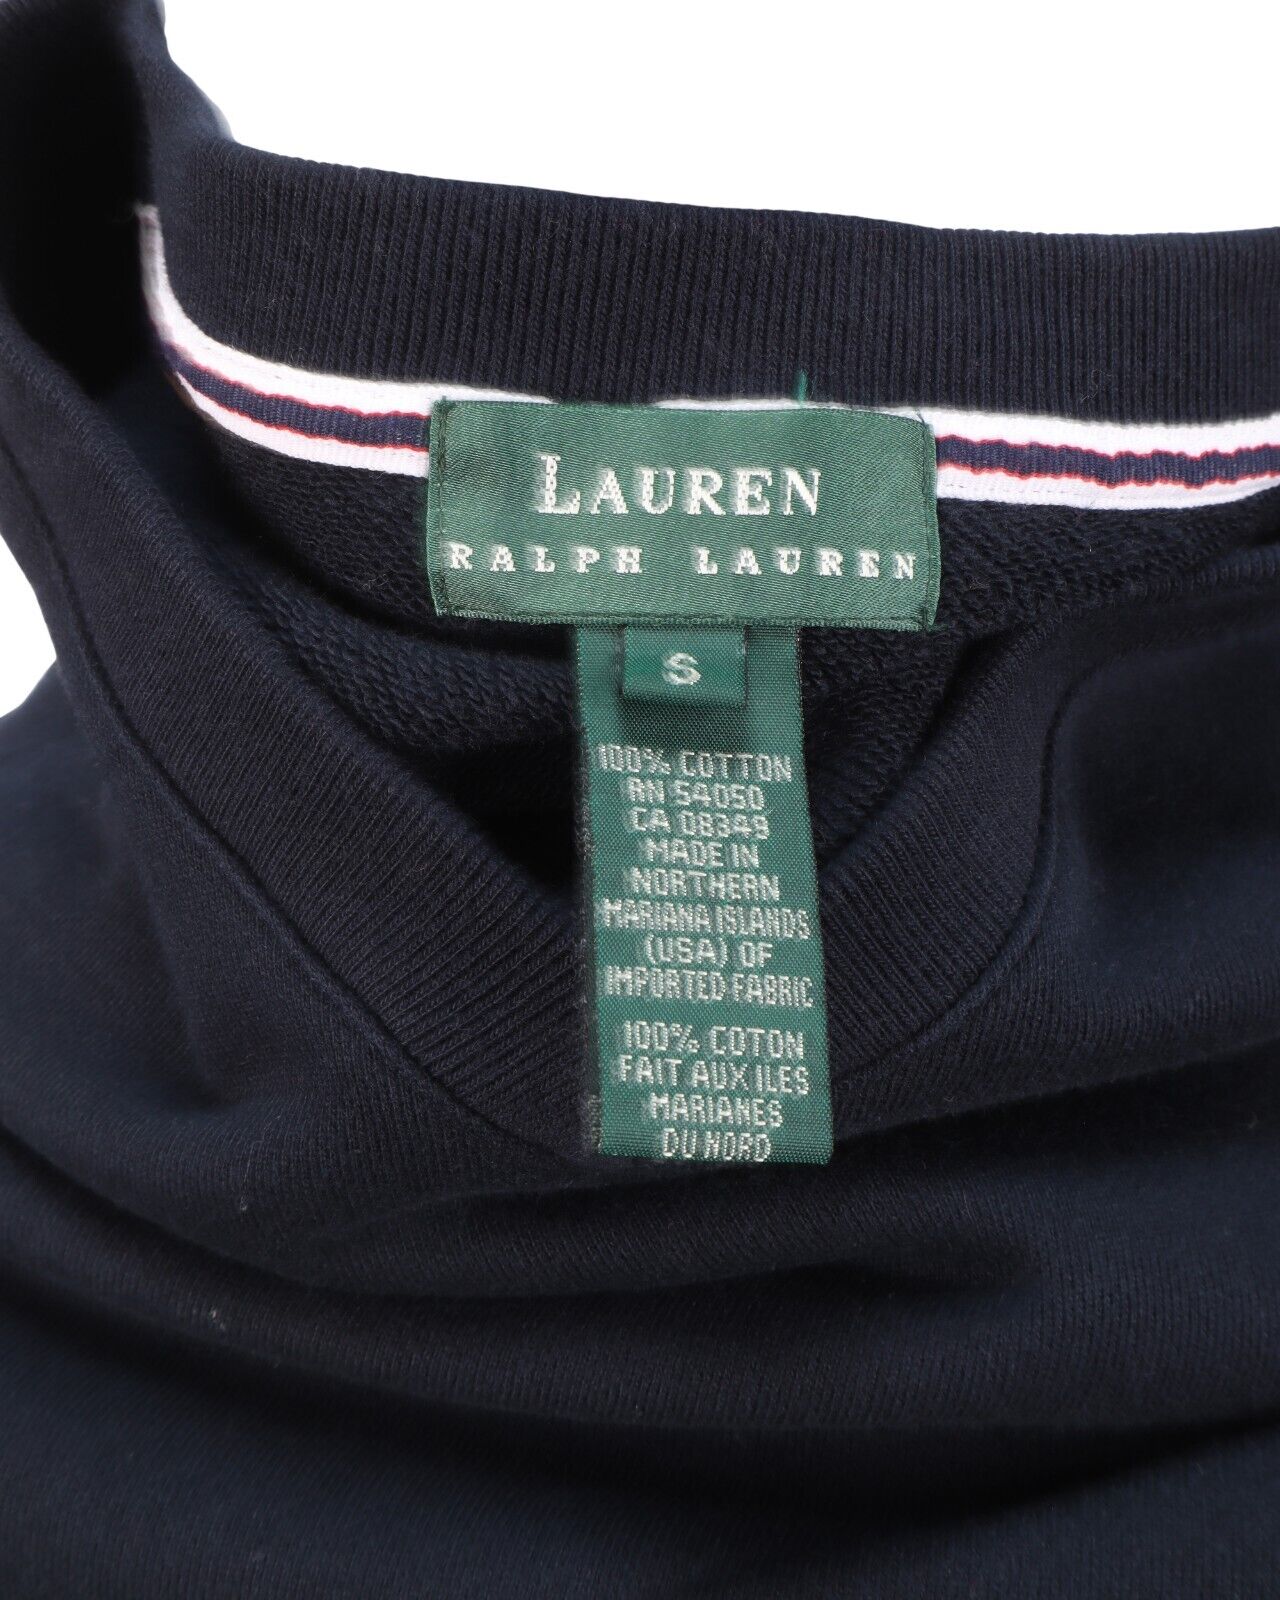 LAUREN
RALPH LAUREN
S
100% COTTON
RN 54050
CA 08349
MADE IN
NORTHERN
MARIANA ISLANDS
(USA) OF
IMPORTED FABRIC
100% COTON
FAIT AUX ILES
MARIANES
DU NORD